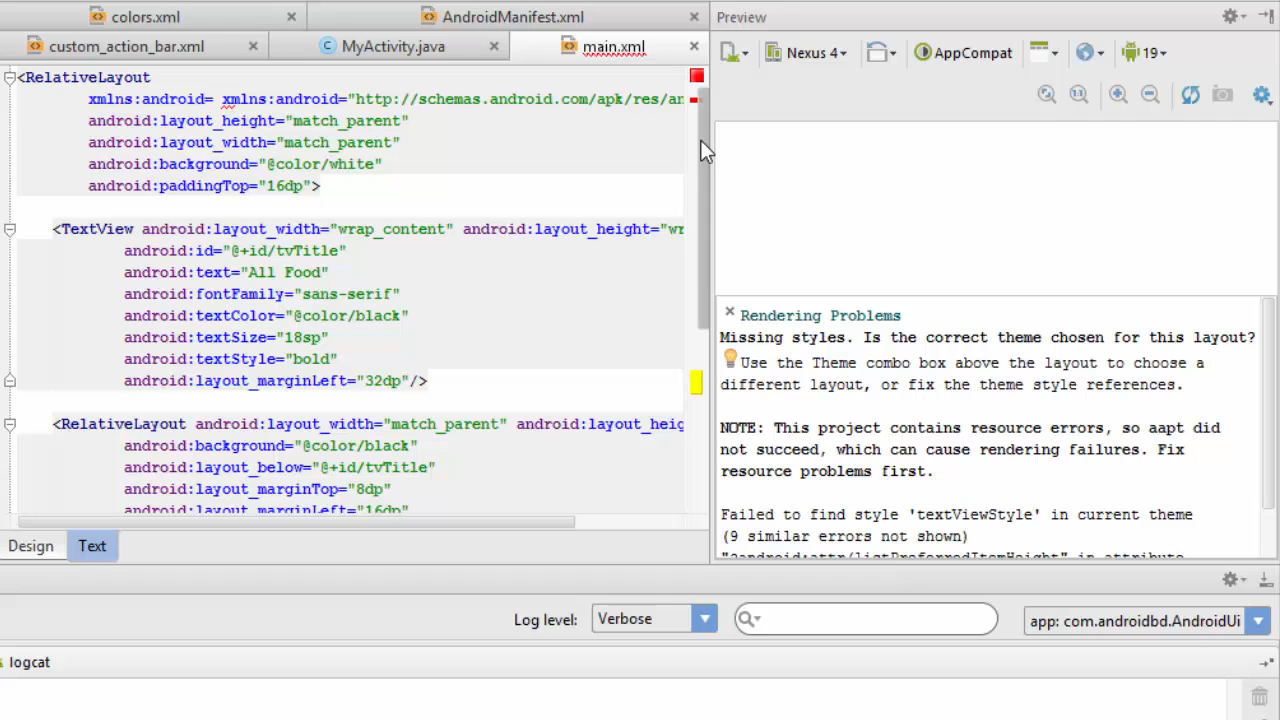 colors.xml
AndroidManifest.xml
Preview
custom_action_bar.xml
MyActivity.java
main.xml
Nexus 4
AppCompat
19
<RelativeLayout
xmlns:android= xmlns:android="http://schemas.android.com/apk/res/an
android:layout_height="match_parent"
android:layout_width="match_parent"
android:background="@color/white"
android:paddingTop="16dp">
<TextView android:layout_width="wrap_content" android:layout_height="wr
android:id="@+id/tvTitle"
android:text="All Food"
android:fontFamily="sans-serif"
android:textColor="@color/black"
android:textSize="18sp"
android:textStyle="bold"
android:layout_marginLeft="32dp"/>
<RelativeLayout android:layout_width="match_parent" android:layout_heig
android:background="@color/black"
android:layout_below="@+id/tvTitle"
android:layout_marginTop="8dp"
android:layout_marginLeft="16dp"
Rendering Problems
Missing styles. Is the correct theme chosen for this layout?
Use the Theme combo box above the layout to choose a
different layout, or fix the theme style references.
NOTE: This project contains resource errors, so aapt did
not succeed, which can cause rendering failures. Fix
resource problems first.
Failed to find style 'textViewStyle' in current theme
(9 similar errors not shown)
"?android:attr/listPreferredItemHeight" in attribute
Design
Text
Log level:
Verbose
app: com.androidbd.AndroidUi
logcat